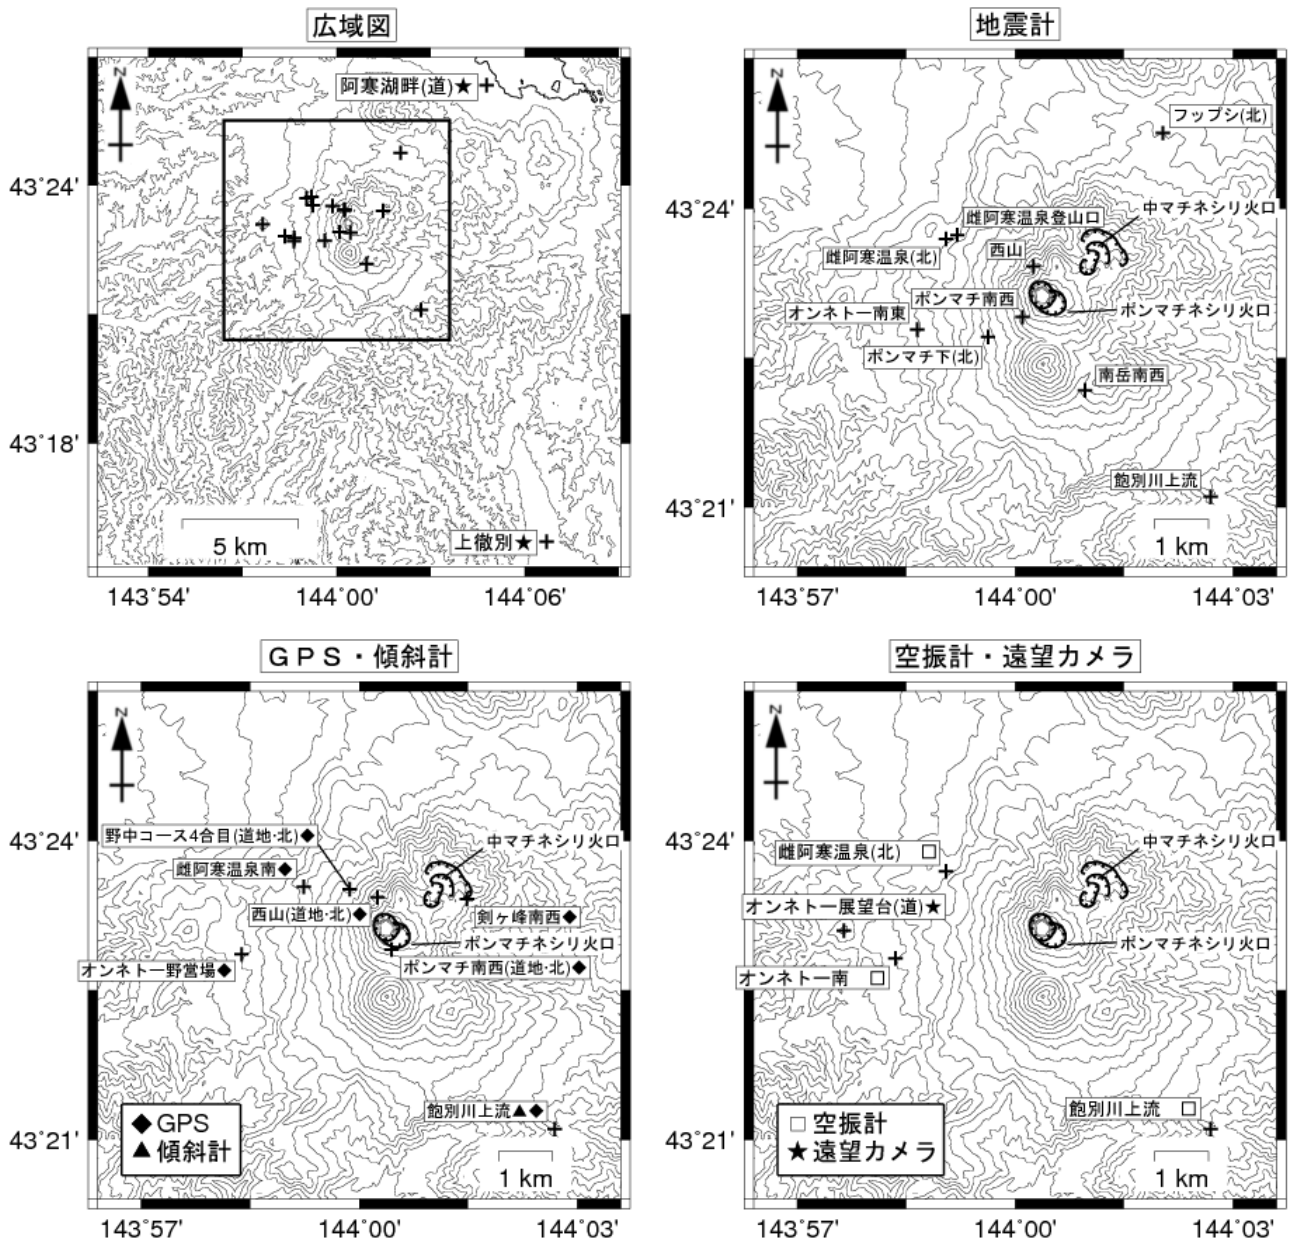 広域図
N
阿寒湖畔(道)★
43˚24'
43˚18'
上徹別★
5 km
143˚54'
144˚00'
144˚06'
地震計
N
フップシ(北)
43˚24'
中マチネシリ火口
雌阿寒温泉登山口
雌阿寒温泉(北)
西山
ポンマチ南西
オンネトー南東
ポンマチネシリ火口
ポンマチ下(北)
南岳南西
飽別川上流
43˚21'
1 km
143˚57'
144˚00'
144˚03'
GPS・傾斜計
N
43˚24'
野中コース4合目(道地·北)◆
中マチネシリ火口
雌阿寒温泉南◆
西山(道地·北)◆
剣ヶ峰南西◆
ポンマチネシリ火口
オンネトー野営場◆
ポンマチ南西(道地·北)◆
飽別川上流▲◆
◆ GPS
▲ 傾斜計
43˚21'
1 km
143˚57'
144˚00'
144˚03'
空振計・遠望カメラ
N
43˚24'
中マチネシリ火口
雌阿寒温泉(北) □
オンネトー展望台(道)★
ポンマチネシリ火口
オンネトー南 □
飽別川上流 □
□ 空振計
★ 遠望カメラ
43˚21'
1 km
143˚57'
144˚00'
144˚03'